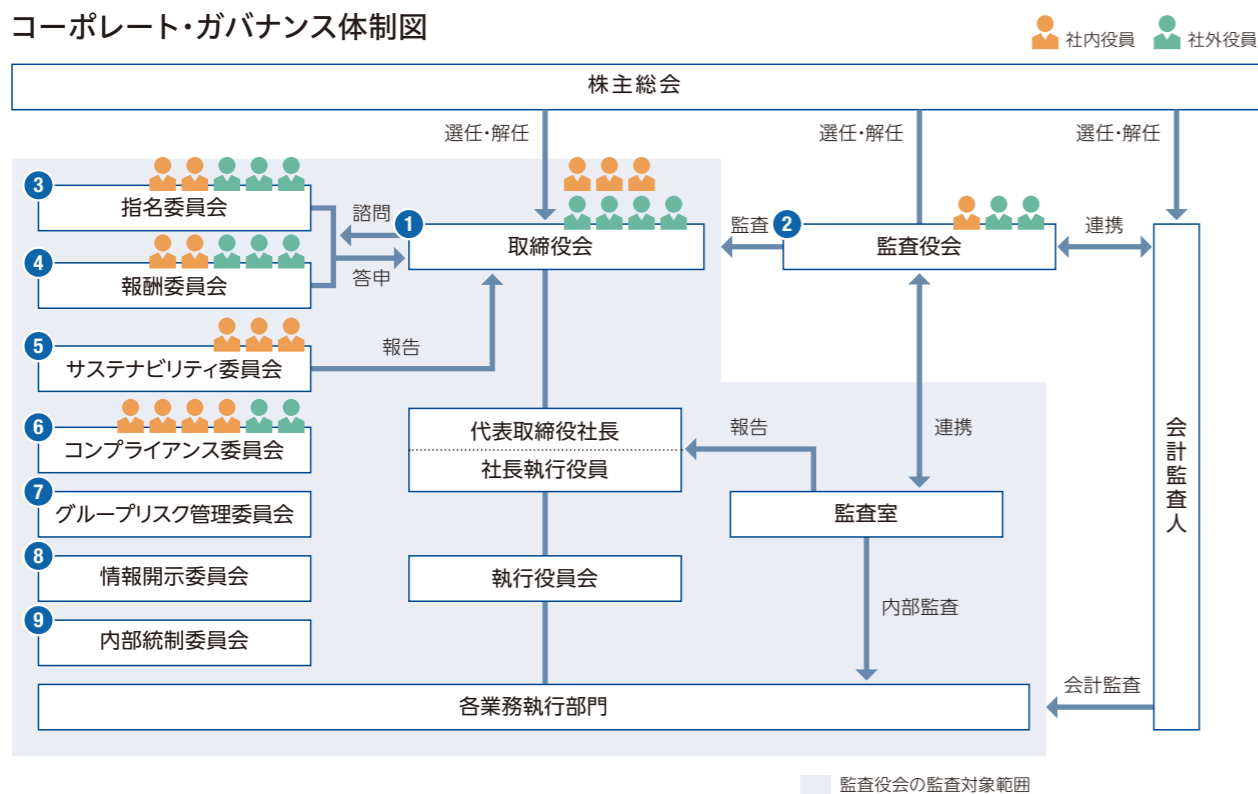 コーポレート・ガバナンス体制図
社内役員
社外役員
株主総会
選任・解任
選任・解任
選任・解任
3
指名委員会
諮問
1
取締役会
監査
2
監査役会
連携
4
報酬委員会
答申
5
サステナビリティ委員会
報告
6
コンプライアンス委員会
代表取締役社長
社長執行役員
報告
連携
会計監査人
7
グループリスク管理委員会
監査室
8
情報開示委員会
執行役員会
内部監査
9
内部統制委員会
各業務執行部門
会計監査
監査役会の監査対象範囲